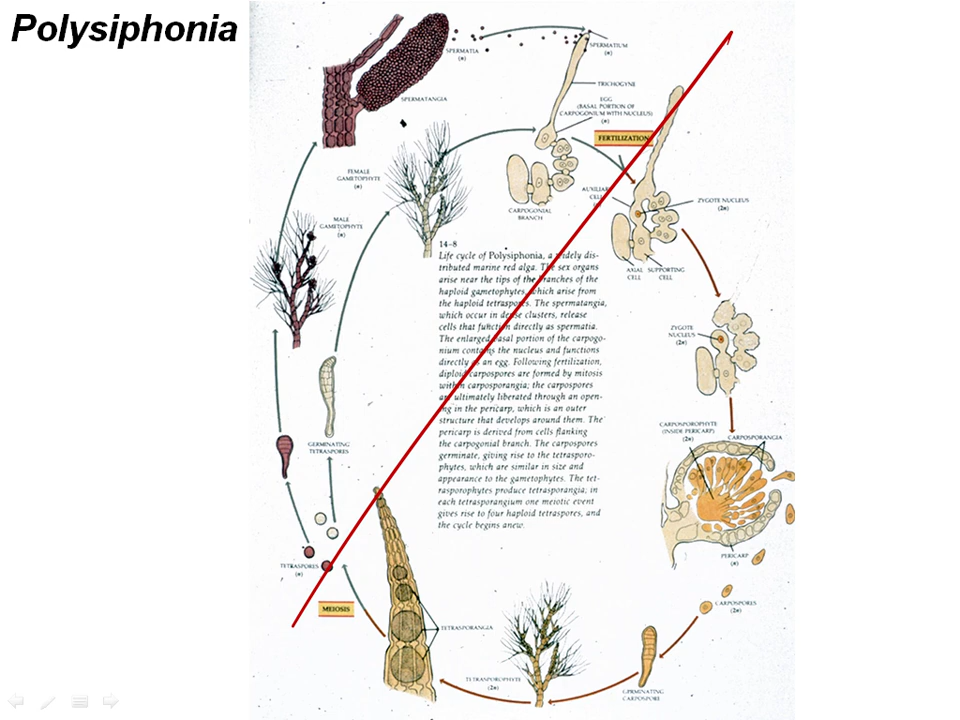 Polysiphonia
SPERMATIA
(n)
SPERMATIUM
(n)
TRICHOGYNE
SPERMATANGIA
EGG
(BASAL PORTION OF
CARPOGONIUM WITH NUCLEUS)
(n)
FERTILIZATION
FEMALE
GAMETOPHYTE
(n)
AUXILIARY
CELL
ZYGOTE NUCLEUS
(2n)
CARPOGONIAL
BRANCH
MALE
GAMETOPHYTE
(n)
AXIAL
CELL
SUPPORTING
CELL
14-8
Life cycle of Polysiphonia, a widely dis-
tributed marine red alga. The sex organs
arise near the tips of the branches of the
haploid gametophytes, which arise from
the haploid tetraspores. The spermatangia,
which occur in dense clusters, release
cells that function directly as spermatia.
The enlarged basal portion of the carpogo-
nium contains the nucleus and functions
directly as an egg. Following fertilization,
diploid carpospores are formed by mitosis
within carposporangia; the carpospores
are ultimately liberated through an open-
ing in the pericarp, which is an outer
structure that develops around them. The
pericarp is derived from cells flanking
the carpogonial branch. The carpospores
germinate, giving rise to the tetrasporo-
phytes, which are similar in size and
appearance to the gametophytes. The tet-
rasporophytes produce tetrasporangia; in
each tetrasporangium one meiotic event
gives rise to four haploid tetraspores, and
the cycle begins anew.
ZYGOTE
NUCLEUS
(2n)
CARPOSPOROPHYTE
(INSIDE PERICARP)
(2n)
CARPOSPORANGIA
GERMINATING
TETRASPORES
PERICARP
(n)
TETRASPORES
(n)
MEIOSIS
CARPOSPORES
(2n)
TETRASPORANGIA
TETRASPOROPHYTE
(2n)
GERMINATING
CARPOSPORE